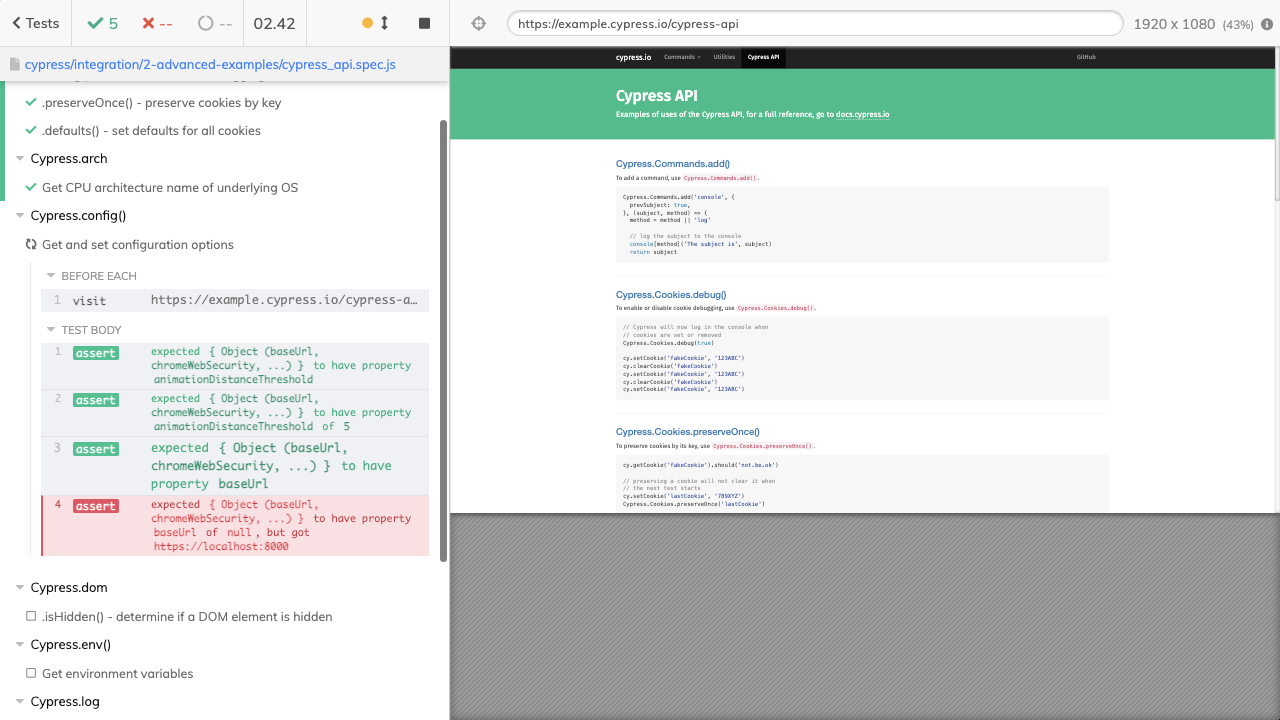 Tests
5
--
--
02.42
https://example.cypress.io/cypress-api
1920 x 1080 (43%)
cypress/integration/2-advanced-examples/cypress_api.spec.js
.preserveOnce() - preserve cookies by key
.defaults() - set defaults for all cookies
Cypress.arch
Get CPU architecture name of underlying OS
Cypress.config()
Get and set configuration options
BEFORE EACH
1 visit https://example.cypress.io/cypress-a...
TEST BODY
1 assert expected { Object (baseUrl,
chromeWebSecurity, ...) } to have property
animationDistanceThreshold
2 assert expected { Object (baseUrl,
chromeWebSecurity, ...) } to have property
animationDistanceThreshold of 5
3 assert expected { Object (baseUrl,
chromeWebSecurity, ...) } to have
property baseUrl
4 assert expected { Object (baseUrl,
chromeWebSecurity, ...) } to have property
baseUrl of null, but got
https://localhost:8000
Cypress.dom
.isHidden() - determine if a DOM element is hidden
Cypress.env()
Get environment variables
Cypress.log
cypress.io Commands Utilities Cypress API GitHub
Cypress API
Examples of uses of the Cypress API, for a full reference, go to docs.cypress.io
Cypress.Commands.add()
To add a command, use Cypress.Commands.add().
Cypress.Commands.add('console', {
prevSubject: true,
}, (subject, method) => {
method = method || 'log'
// log the subject to the console
console[method]('The subject is', subject)
return subject
Cypress.Cookies.debug()
To enable or disable cookie debugging, use Cypress.Cookies.debug().
// Cypress will now log in the console when
// cookies are set or removed
Cypress.Cookies.debug(true)
cy.setCookie('fakeCookie', '123ABC')
cy.clearCookie('fakeCookie')
cy.setCookie('fakeCookie', '123ABC')
cy.clearCookie('fakeCookie')
cy.setCookie('fakeCookie', '123ABC')
Cypress.Cookies.preserveOnce()
To preserve cookies by its key, use Cypress.Cookies.preserveOnce().
cy.getCookie('fakeCookie').should('not.be.ok')
// preserving a cookie will not clear it when
// the next test starts
cy.setCookie('lastCookie', '789XYZ')
Cypress.Cookies.preserveOnce('lastCookie')